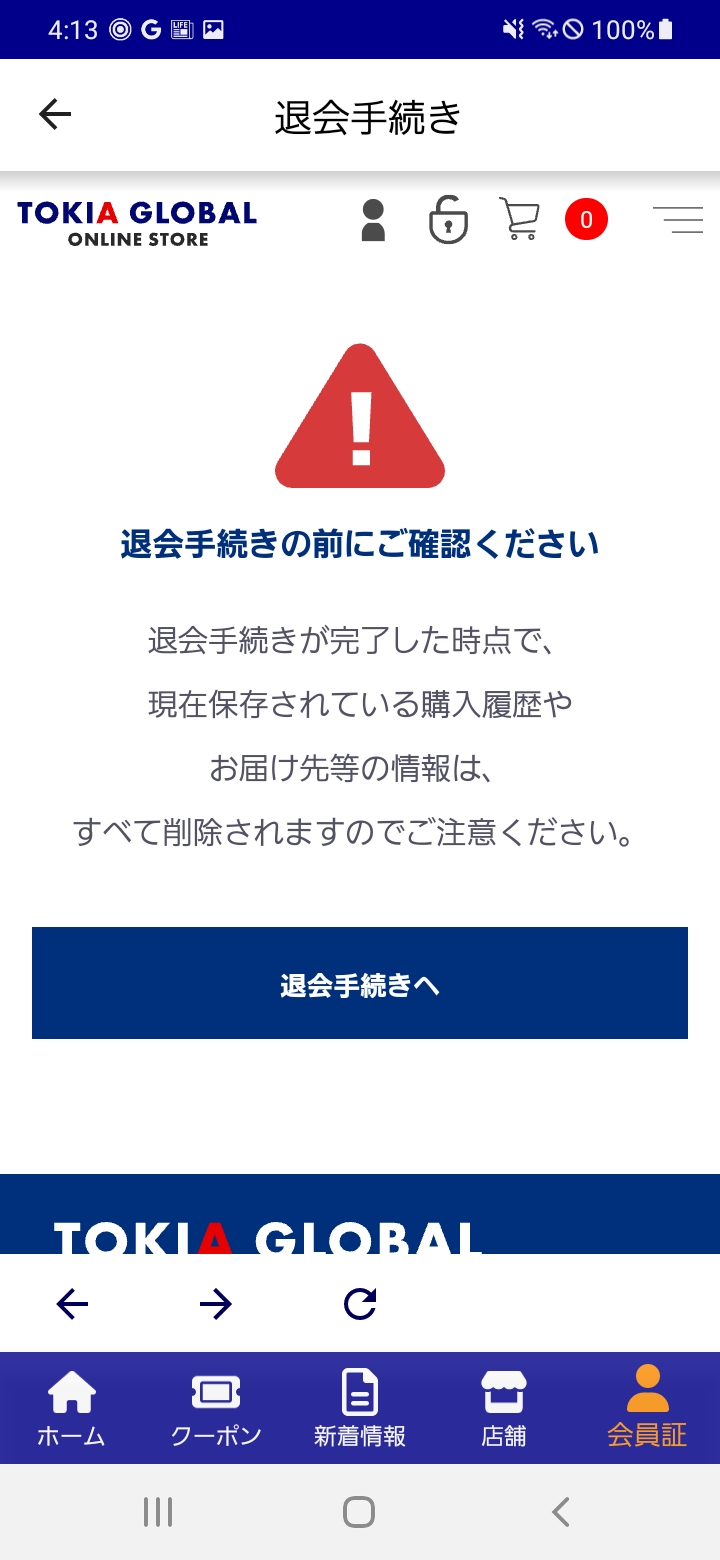 4:13
100%
退会手続き
TOKIA GLOBAL
ONLINE STORE
0
退会手続きの前にご確認ください
退会手続きが完了した時点で、
現在保存されている購入履歴や
お届け先等の情報は、
すべて削除されますのでご注意ください。
退会手続きへ
TOKIA GLOBAL
ホーム
クーポン
新着情報
店舗
会員証